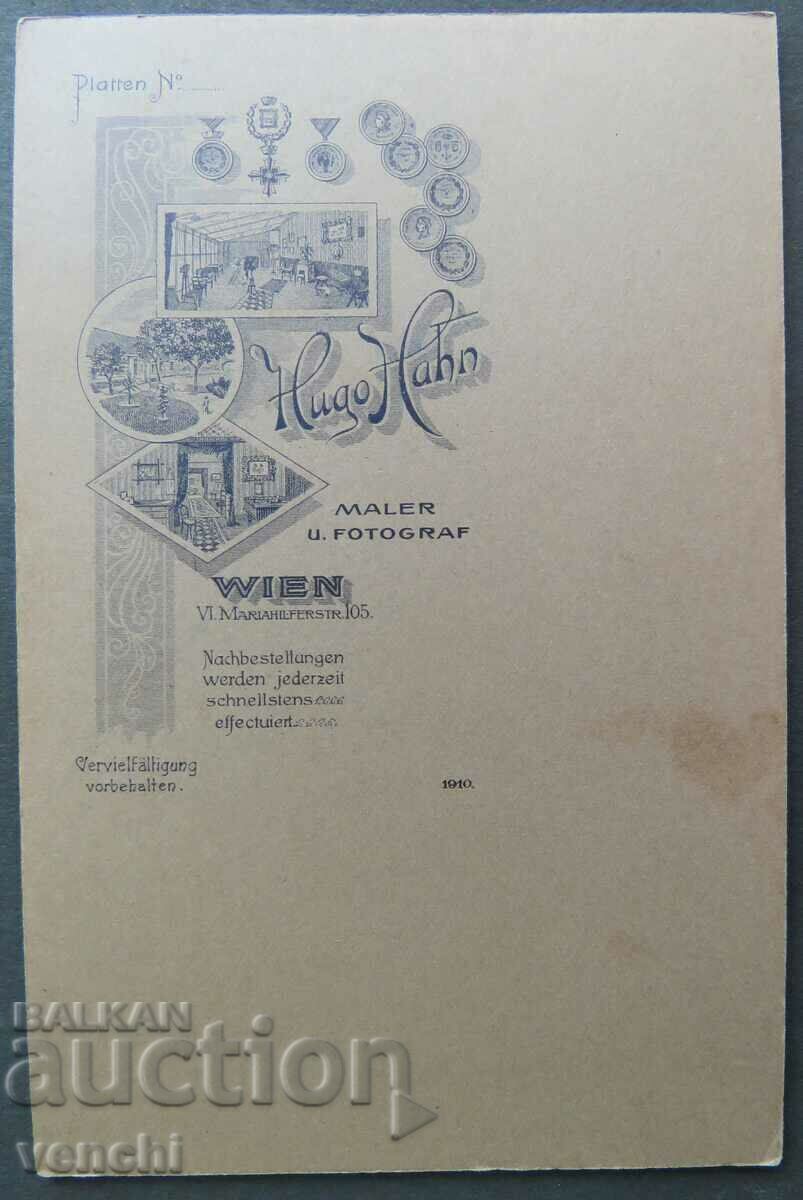 Platten Nº
Hugo Hahn
MALER
U. FOTOGRAF
WIEN
VI. MARIAHILFERSTR. 105.
Nachbestellungen
werden jederzeit
schnellstens
effectuiert
Vervielfältigung
vorbehalten.
1910.
BALKAN
auction
venchi